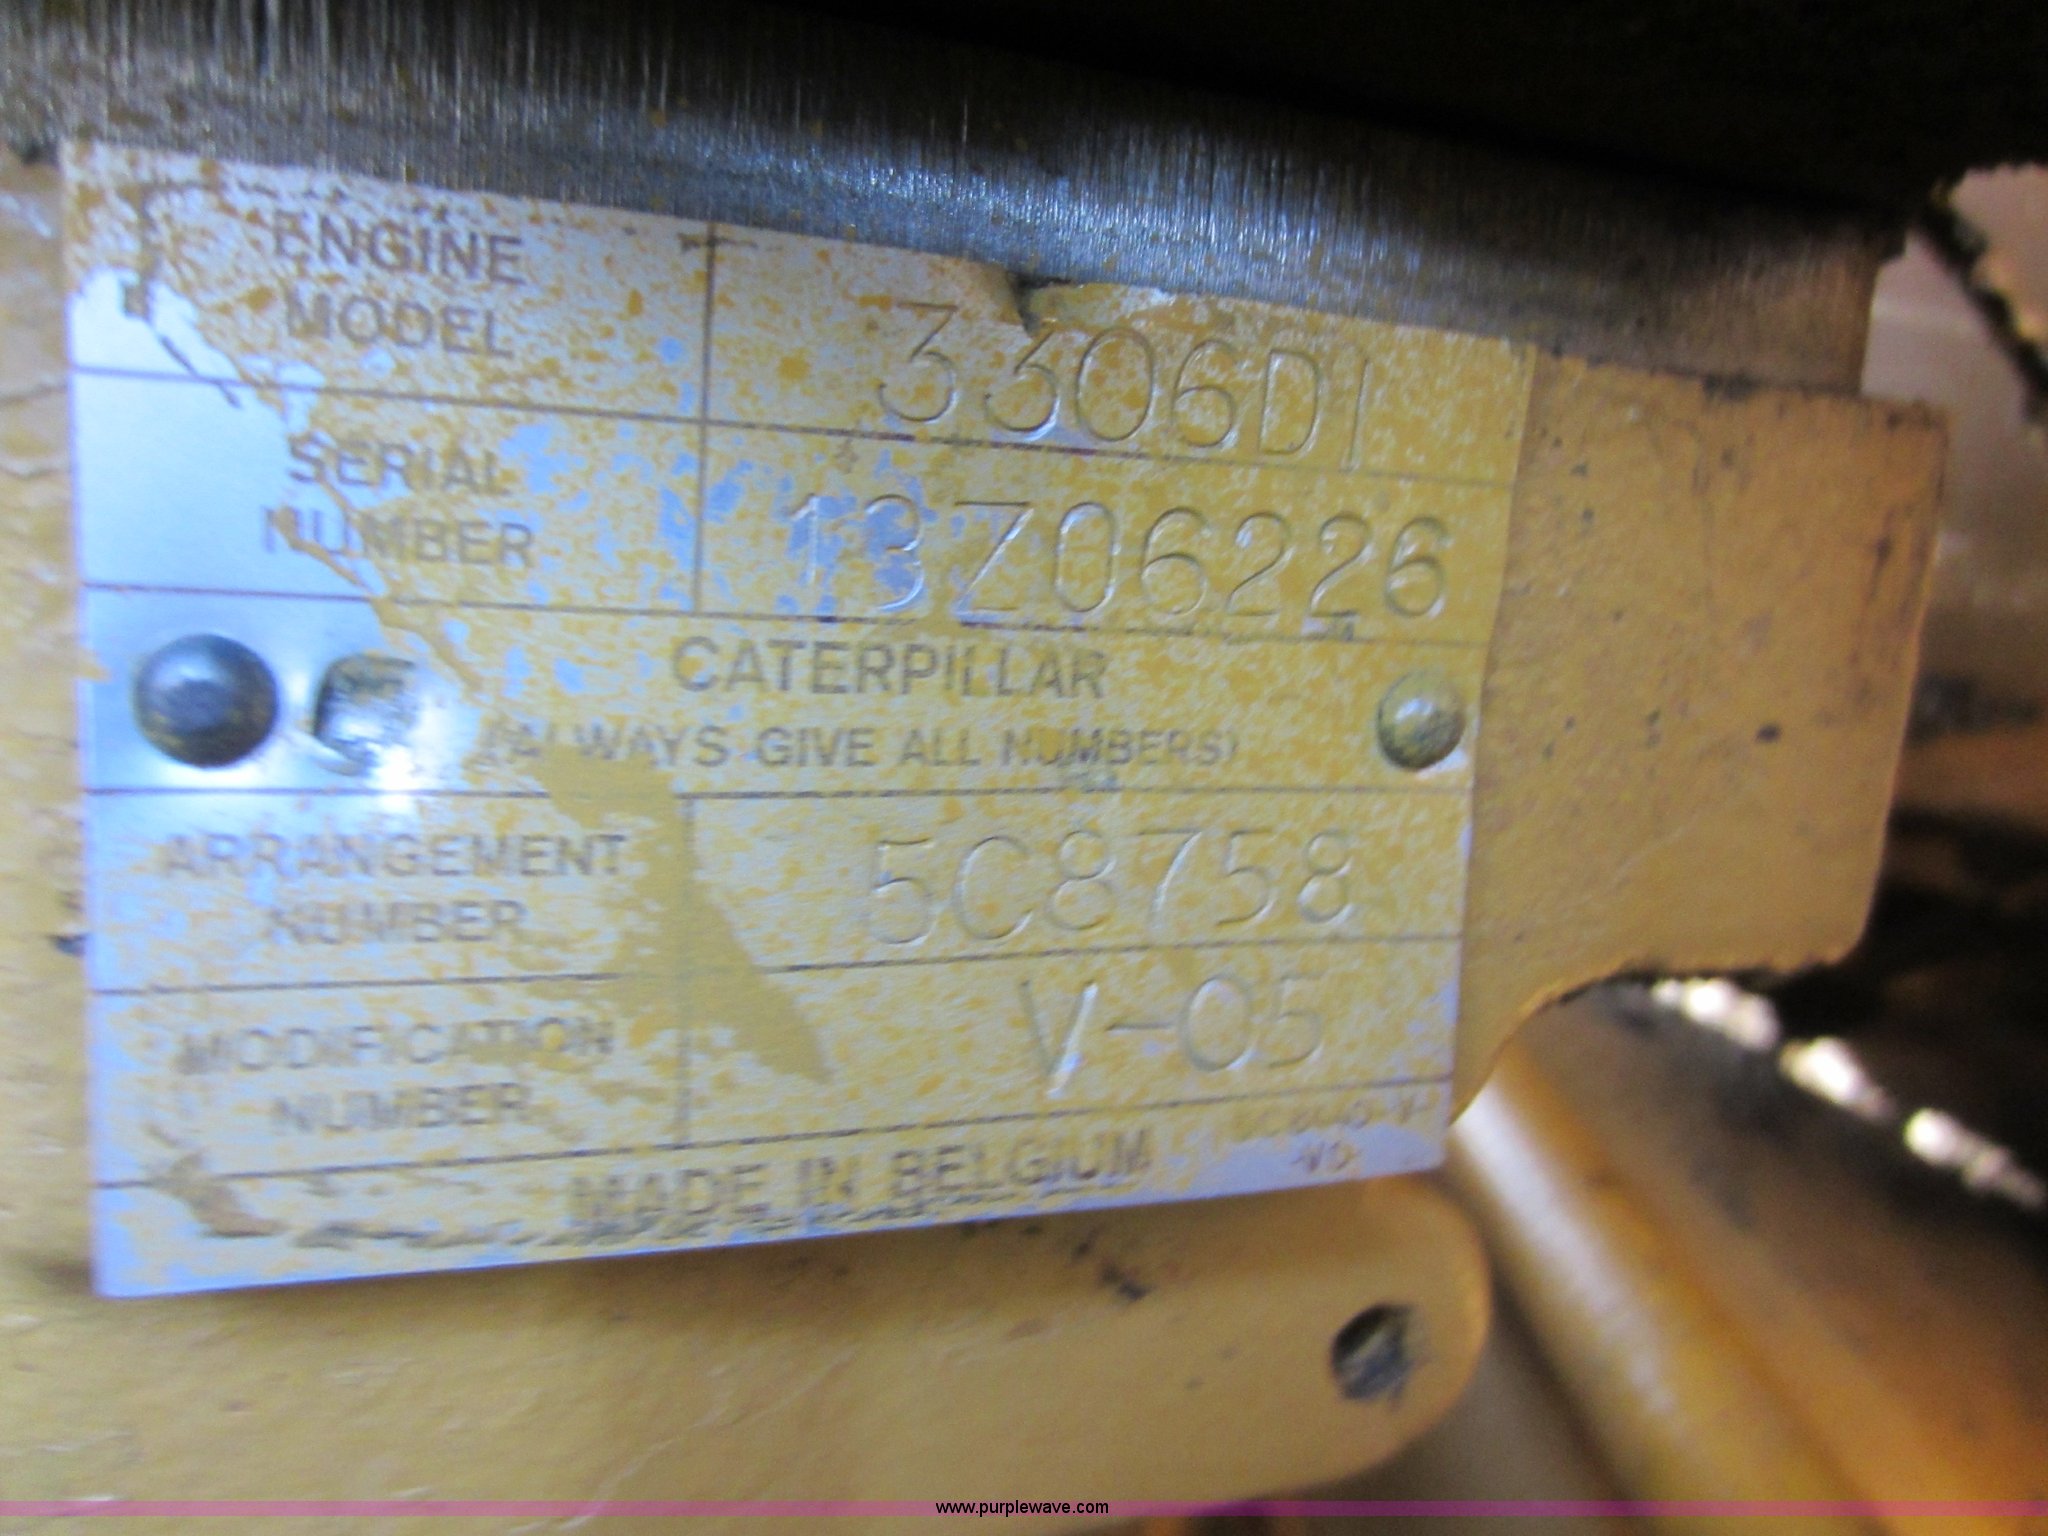 ENGINE
MODEL
3306DI
SERIAL
NUMBER
13Z06226
CATERPILLAR
(ALWAYS GIVE ALL NUMBERS)
ARRANGEMENT
NUMBER
5C8758
MODIFICATION
NUMBER
V-05
MADE IN BELGIUM
www.purplewave.com